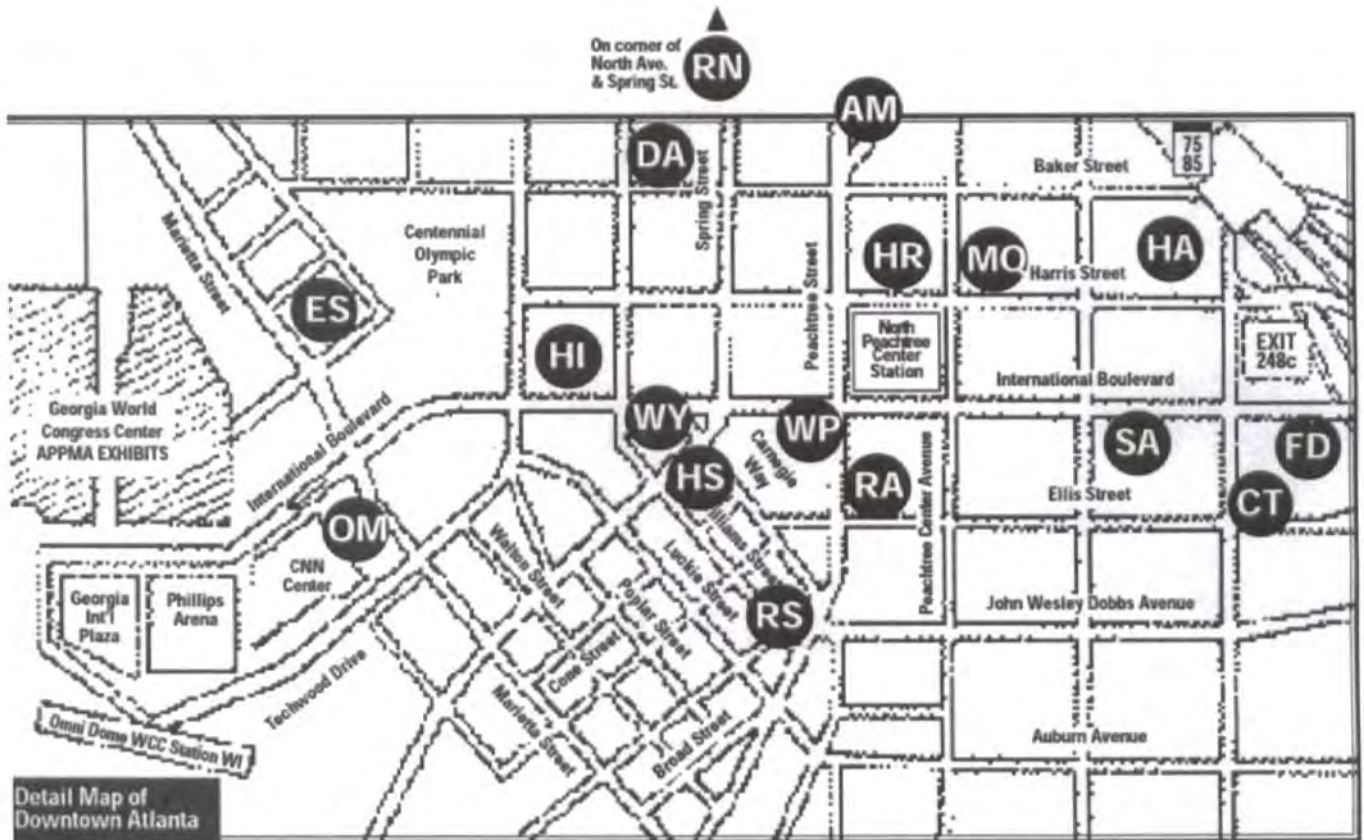 On corner of
North Ave.
& Spring St.
RN
AM
DA
75
85
Baker Street
Spring Street
Marietta Street
Centennial
Olympic
Park
Peachtree Street
HR
MQ
HA
Harris Street
ES
HI
North
Peachtree
Center
Station
EXIT
248c
International Boulevard
Georgia World
Congress Center
APPMA EXHIBITS
International Boulevard
WY
WP
Carnegie
Way
SA
FD
HS
RA
Peachtree Center Avenue
Ellis Street
CT
OM
CNN
Center
Walton Street
Luckie Street
Williams Street
Georgia
Int'l
Plaza
Phillips
Arena
Poplar Street
RS
John Wesley Dobbs Avenue
Cone Street
Techwood Drive
Marietta Street
Broad Street
Auburn Avenue
Omni Dome WCC Station WI
Detail Map of
Downtown Atlanta